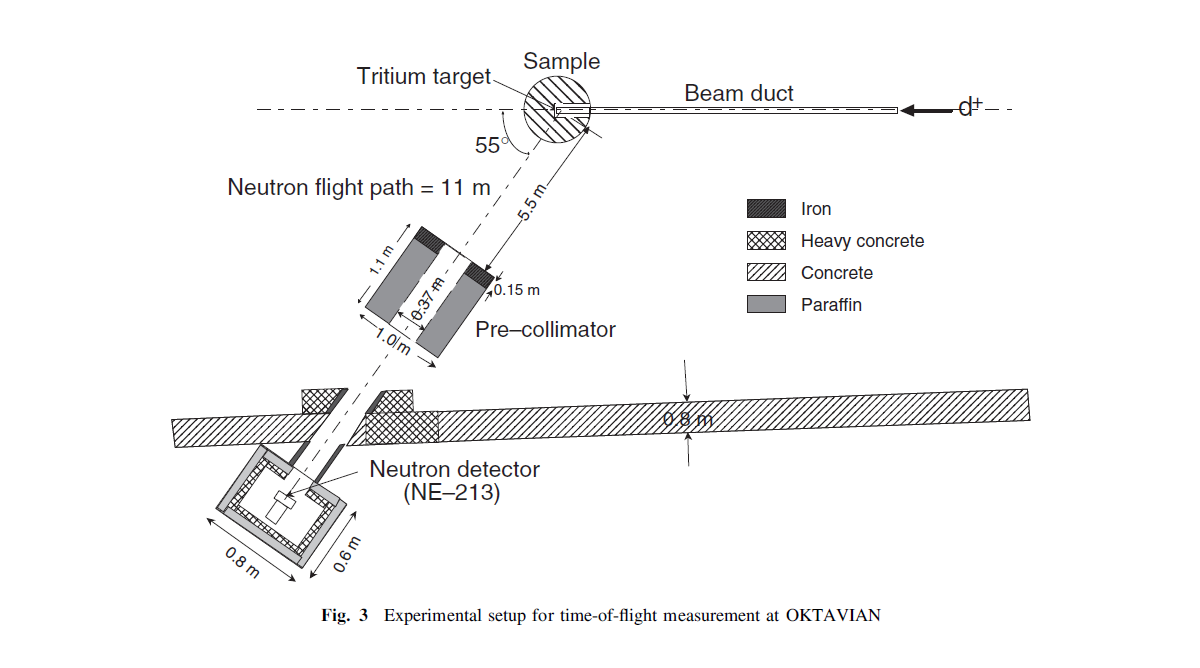 Sample
Tritium target
Beam duct
d+
55°
Neutron flight path = 11 m
5.5 m
Iron
Heavy concrete
Concrete
Paraffin
1.1 m
0.37 m
0.15 m
1.0 m
Pre–collimator
0.8 m
Neutron detector
(NE–213)
0.8 m
0.6 m
Fig. 3 Experimental setup for time-of-flight measurement at OKTAVIAN